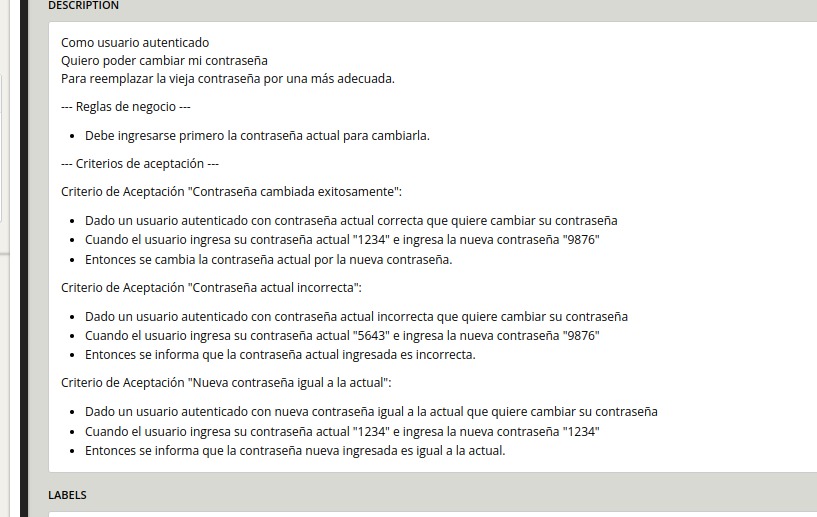 DESCRIPTION
Como usuario autenticado
Quiero poder cambiar mi contraseña
Para reemplazar la vieja contraseña por una más adecuada.
--- Reglas de negocio ---
• Debe ingresarse primero la contraseña actual para cambiarla.
--- Criterios de aceptación ---
Criterio de Aceptación "Contraseña cambiada exitosamente":
• Dado un usuario autenticado con contraseña actual correcta que quiere cambiar su contraseña
• Cuando el usuario ingresa su contraseña actual "1234" e ingresa la nueva contraseña "9876"
• Entonces se cambia la contraseña actual por la nueva contraseña.
Criterio de Aceptación "Contraseña actual incorrecta":
• Dado un usuario autenticado con contraseña actual incorrecta que quiere cambiar su contraseña
• Cuando el usuario ingresa su contraseña actual "5643" e ingresa la nueva contraseña "9876"
• Entonces se informa que la contraseña actual ingresada es incorrecta.
Criterio de Aceptación "Nueva contraseña igual a la actual":
• Dado un usuario autenticado con nueva contraseña igual a la actual que quiere cambiar su contraseña
• Cuando el usuario ingresa su contraseña actual "1234" e ingresa la nueva contraseña "1234"
• Entonces se informa que la contraseña nueva ingresada es igual a la actual.
LABELS